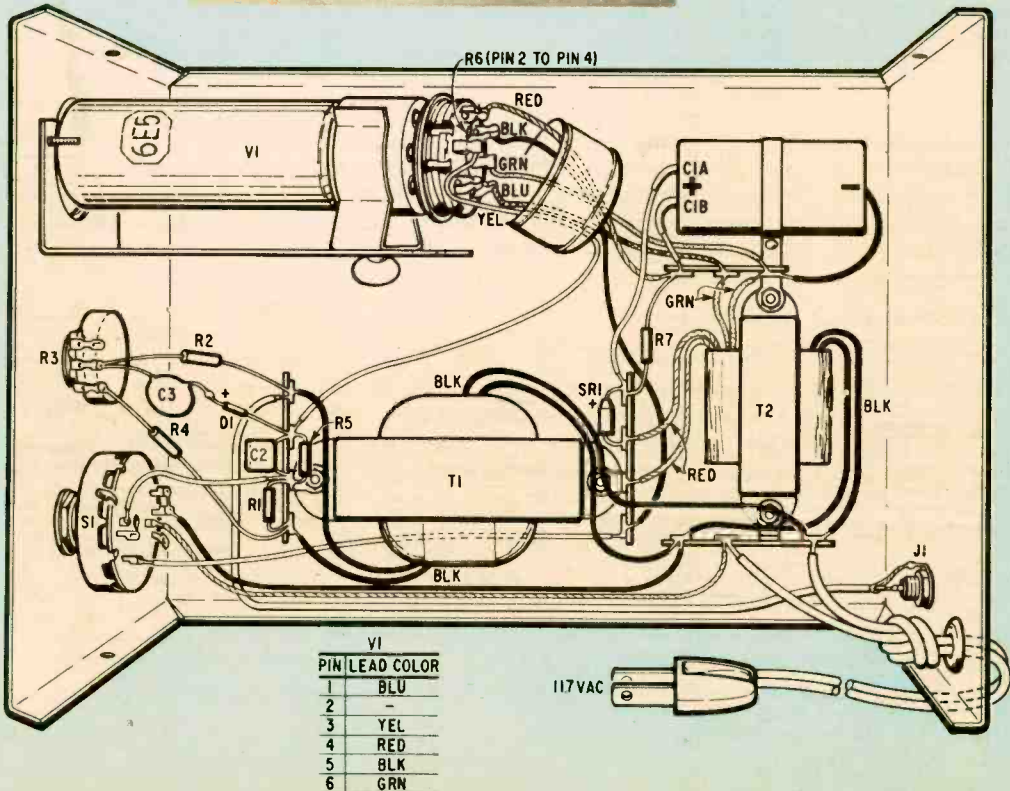 R6 (PIN 2 TO PIN 4)
RED
6E5
V1
BLK
GRN
BLU
YEL
C1A
+
C1B
-
GRN
R3
R2
C3
+
D1
R4
C2
R5
R1
S1
BLK
T1
BLK
SR1
+
R7
RED
T2
BLK
J1
117VAC
V1
PIN LEAD COLOR
1 BLU
2 -
3 YEL
4 RED
5 BLK
6 GRN